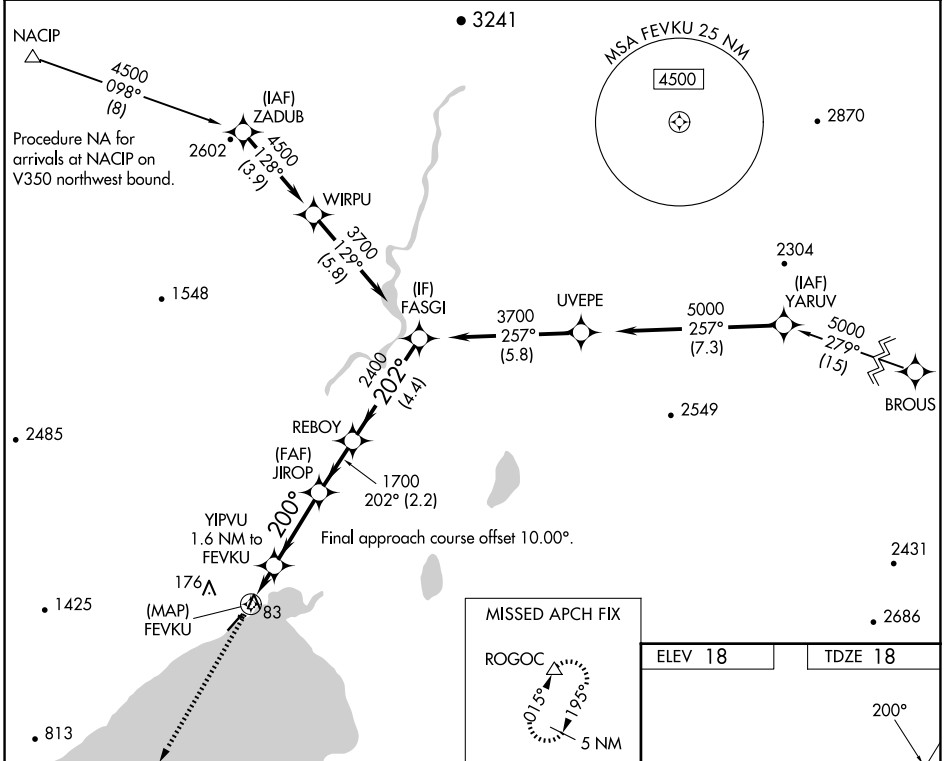 NACIP
4500
098°
(8)
(IAF)
ZADUB
2602
4500
128°
(3.9)
Procedure NA for
arrivals at NACIP on
V350 northwest bound.
WIRPU
3700
129°
(5.8)
3241
MSA FEVKU 25 NM
4500
2870
1548
(IF)
FASGI
3700
257°
(5.8)
UVEPE
5000
257°
(7.3)
2304
(IAF)
YARUV
5000
279°
(15)
BROUS
2549
2400
202°
(4.4)
2485
REBOY
(FAF)
JIROP
1700
202° (2.2)
200°
YIPVU
1.6 NM to
FEVKU
Final approach course offset 10.00°.
176
(MAP)
FEVKU
83
1425
813
2431
2686
MISSED APCH FIX
ROGOC
015°
195°
5 NM
ELEV 18
TDZE 18
200°